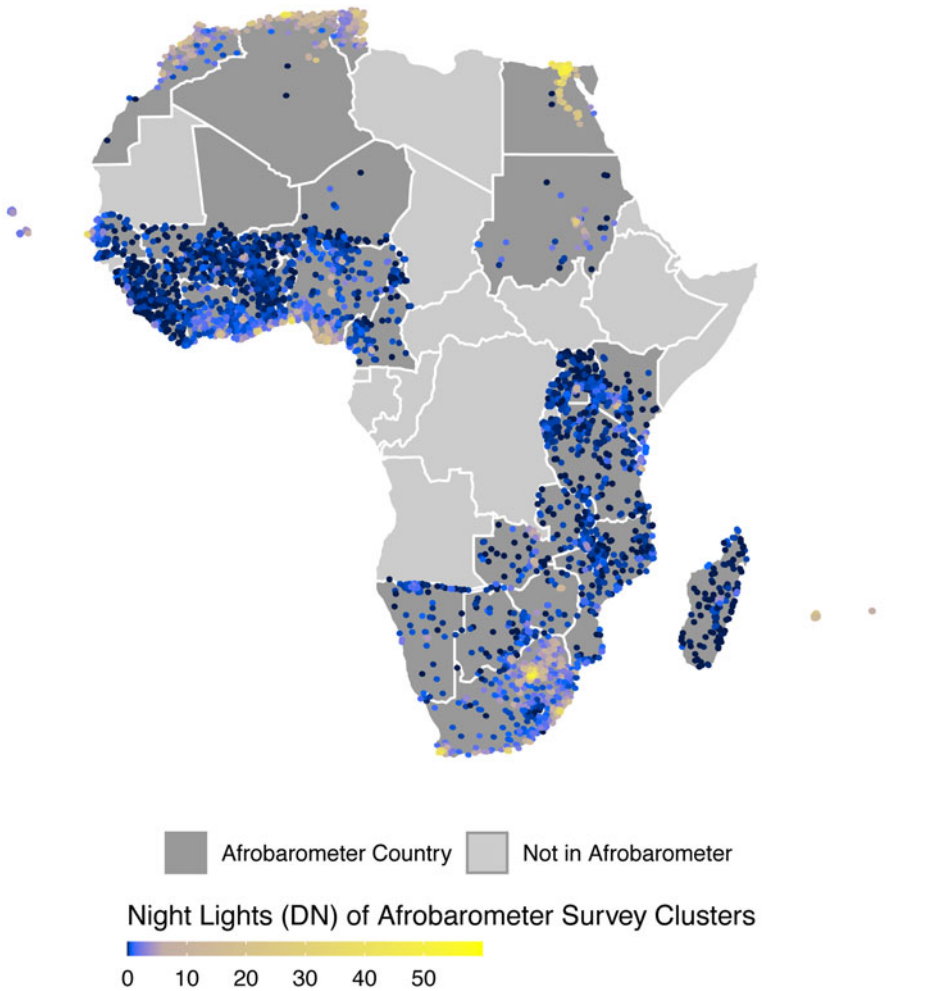 Afrobarometer Country
Not in Afrobarometer
Night Lights (DN) of Afrobarometer Survey Clusters
0 10 20 30 40 50